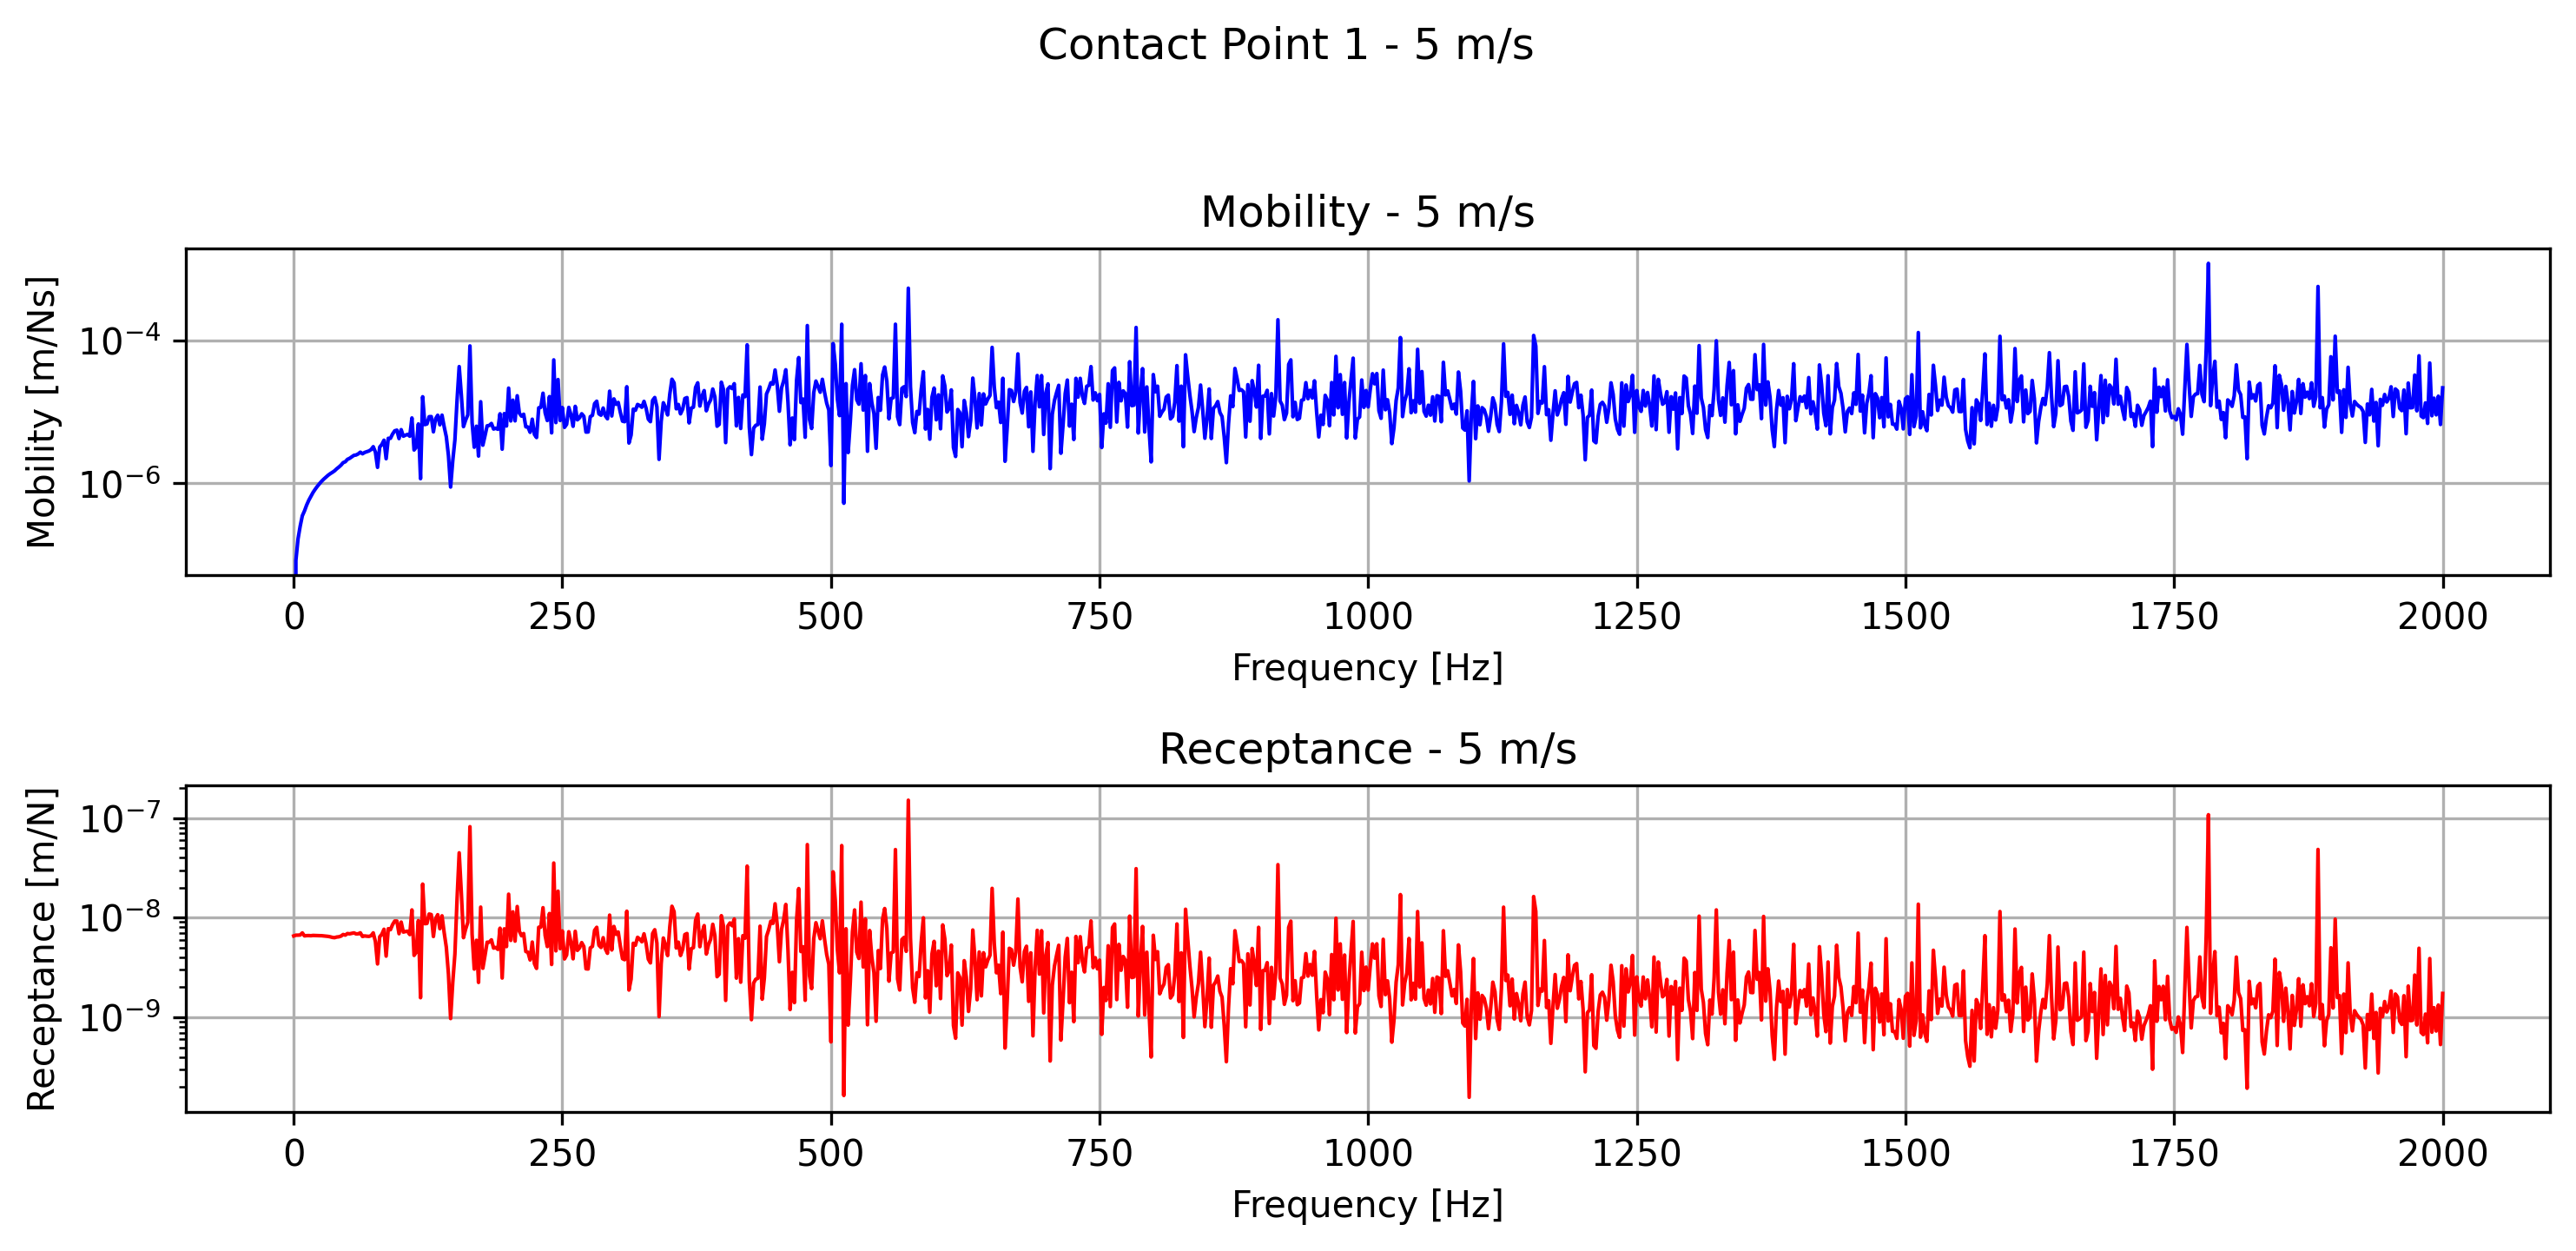 Contact Point 1 - 5 m/s
Mobility - 5 m/s
Mobility [m/Ns]
10⁻⁴
10⁻⁶
0 250 500 750 1000 1250 1500 1750 2000
Frequency [Hz]
Receptance - 5 m/s
Receptance [m/N]
10⁻⁷
10⁻⁸
10⁻⁹
0 250 500 750 1000 1250 1500 1750 2000
Frequency [Hz]